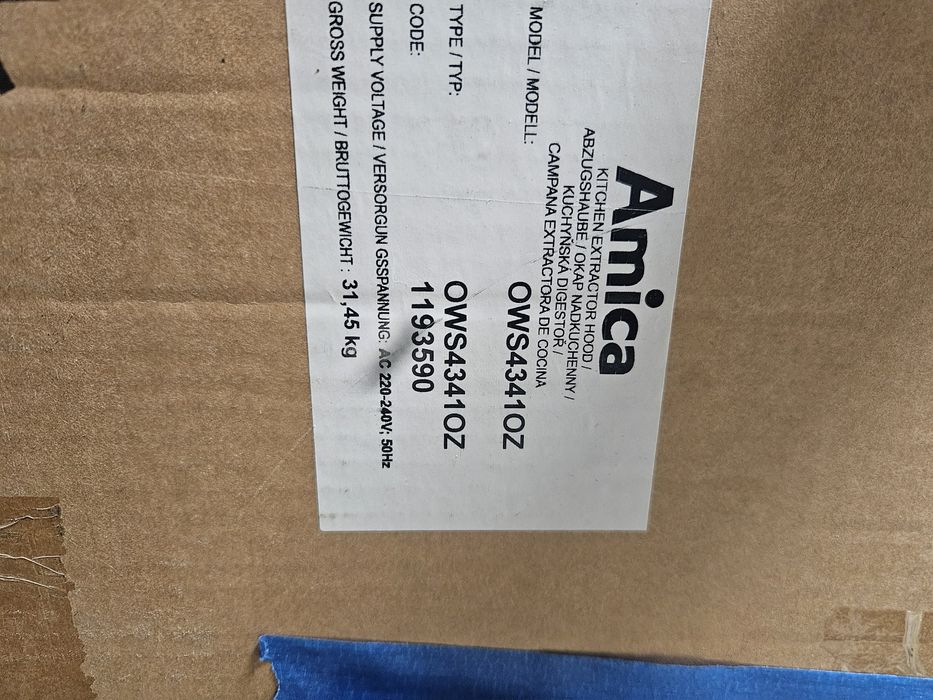 Amica
KITCHEN EXTRACTOR HOOD /
ABZUGSHAUBE / OKAP NADKUCHENNY /
KUCHYŇSKÁ DIGESTOŘ /
CAMPANA EXTRACTORA DE COCINA
MODEL / MODELL: OWS4341OZ
TYPE / TYP: OWS4341OZ
CODE: 1193590
SUPPLY VOLTAGE / VERSORGUN GSSPANNUNG: AC 220-240V; 50Hz
GROSS WEIGHT / BRUTTOGEWICHT : 31,45 kg